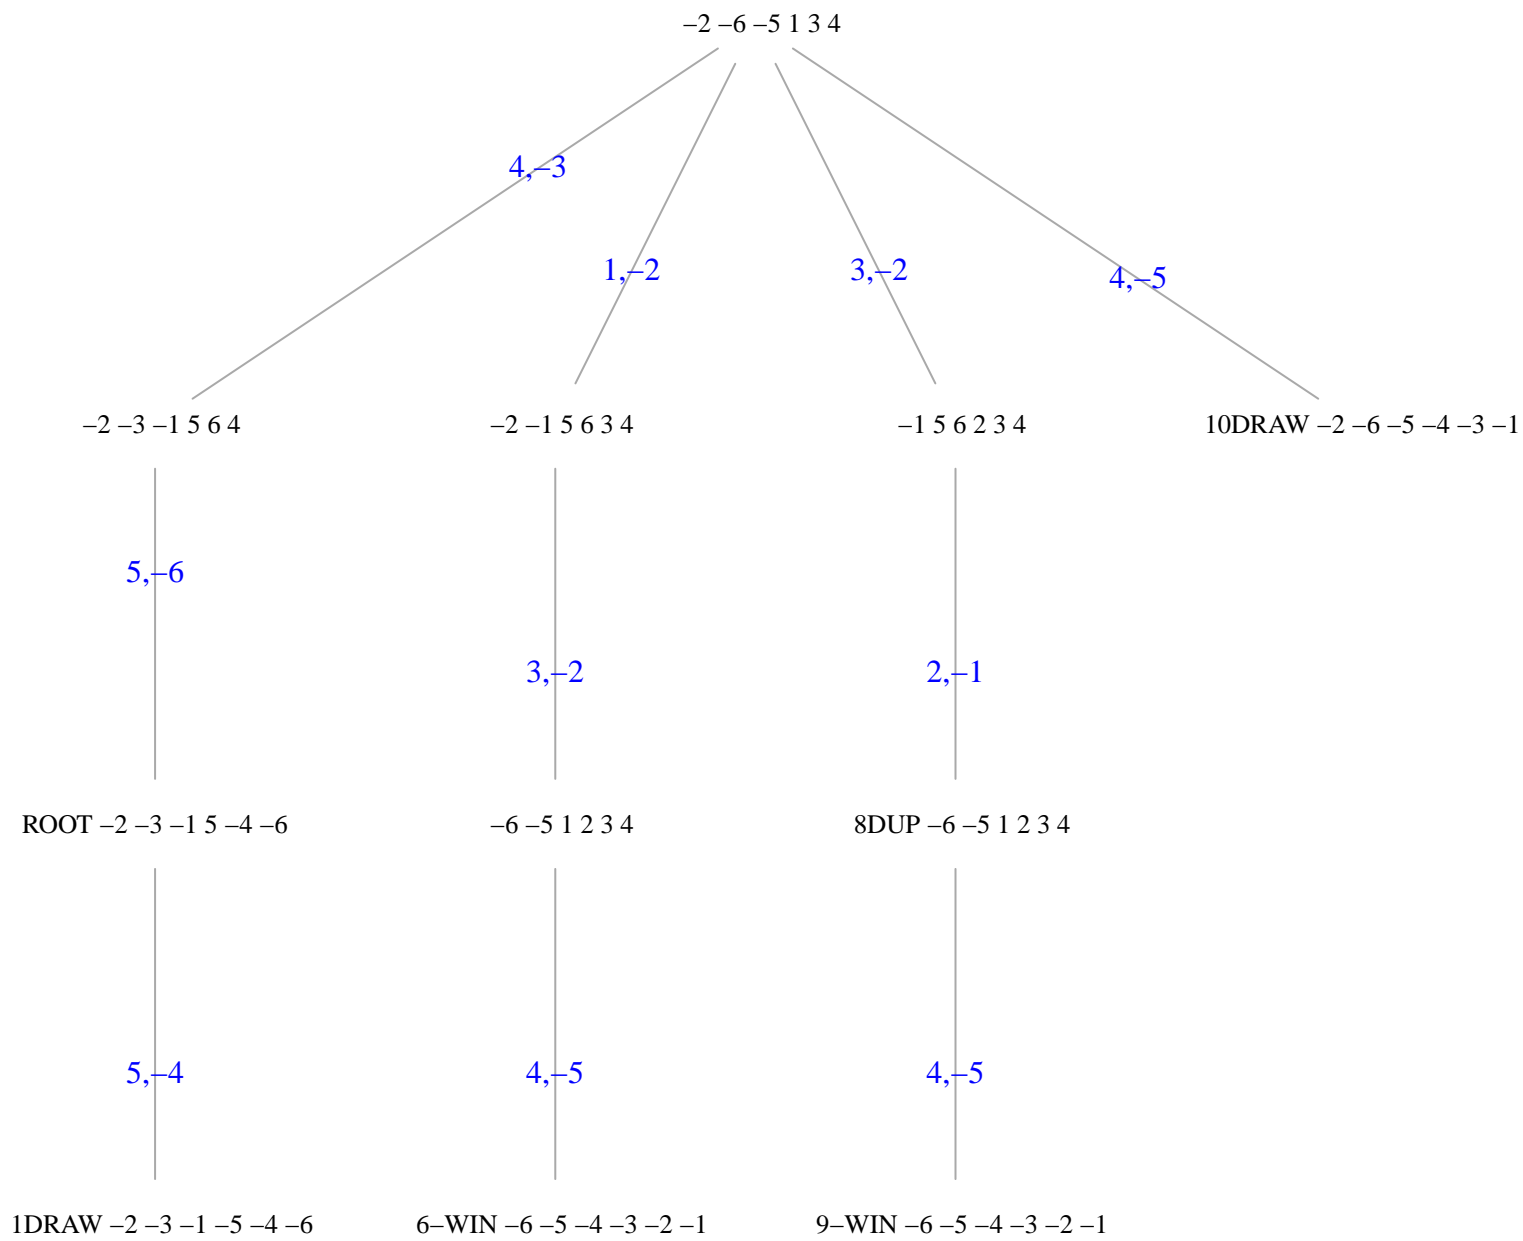 –2 –6 –5 1 3 4
4,–3
1,–2
3,–2
4,–5
–2 –3 –1 5 6 4
–2 –1 5 6 3 4
–1 5 6 2 3 4
10DRAW –2 –6 –5 –4 –3 –1
5,–6
3,–2
2,–1
ROOT –2 –3 –1 5 –4 –6
–6 –5 1 2 3 4
8DUP –6 –5 1 2 3 4
5,–4
4,–5
4,–5
1DRAW –2 –3 –1 –5 –4 –6
6–WIN –6 –5 –4 –3 –2 –1
9–WIN –6 –5 –4 –3 –2 –1